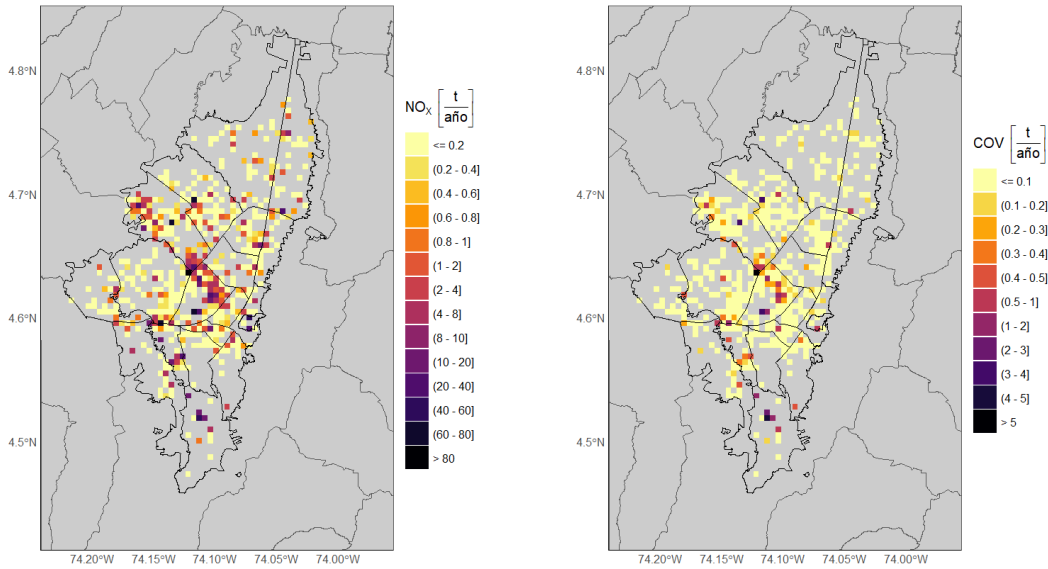 4.8°N
4.7°N
4.6°N
4.5°N
74.20°W 74.15°W 74.10°W 74.05°W 74.00°W
NOX [t/año]
<= 0.2
(0.2 - 0.4]
(0.4 - 0.6]
(0.6 - 0.8]
(0.8 - 1]
(1 - 2]
(2 - 4]
(4 - 8]
(8 - 10]
(10 - 20]
(20 - 40]
(40 - 60]
(60 - 80]
> 80
4.8°N
4.7°N
4.6°N
4.5°N
74.20°W 74.15°W 74.10°W 74.05°W 74.00°W
COV [t/año]
<= 0.1
(0.1 - 0.2]
(0.2 - 0.3]
(0.3 - 0.4]
(0.4 - 0.5]
(0.5 - 1]
(1 - 2]
(2 - 3]
(3 - 4]
(4 - 5]
> 5